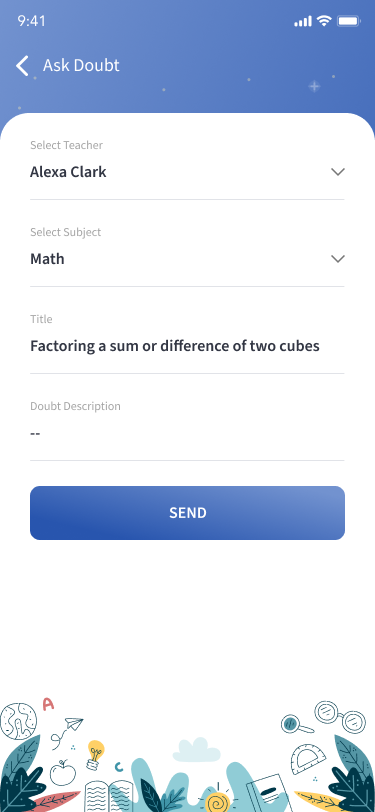 9:41
Ask Doubt
Select Teacher
Alexa Clark
Select Subject
Math
Title
Factoring a sum or difference of two cubes
Doubt Description
--
SEND
A
C